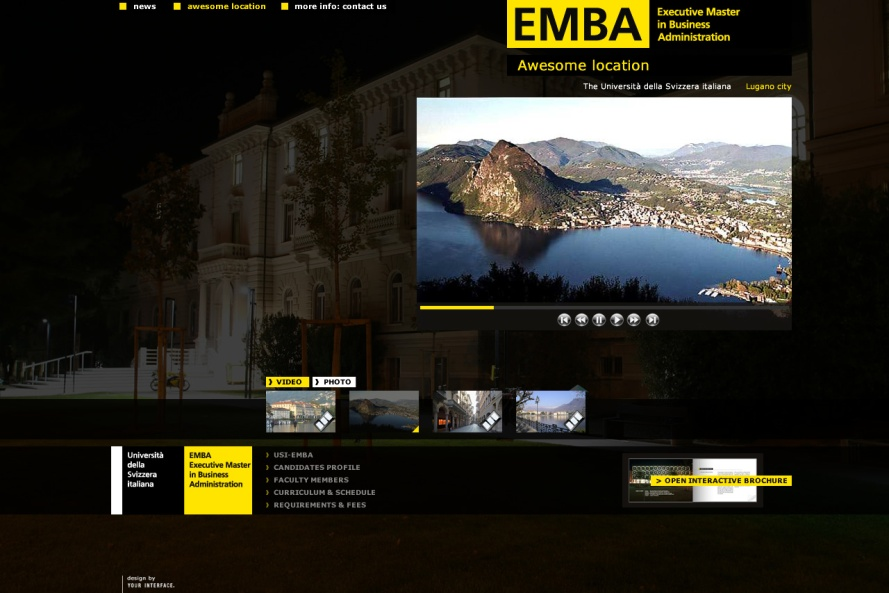 news
awesome location
more info: contact us
EMBA
Executive Master
in Business
Administration
Awesome location
The Università della Svizzera italiana
Lugano city
VIDEO
PHOTO
Università
della
Svizzera
italiana
EMBA
Executive Master
in Business
Administration
USI-EMBA
CANDIDATES PROFILE
FACULTY MEMBERS
CURRICULUM & SCHEDULE
REQUIREMENTS & FEES
> OPEN INTERACTIVE BROCHURE
design by
YOUR INTERFACE.